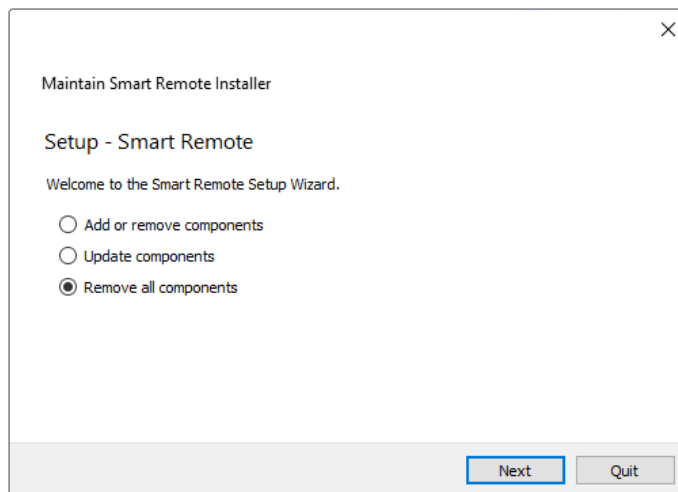 Maintain Smart Remote Installer
Setup - Smart Remote
Welcome to the Smart Remote Setup Wizard.
Add or remove components
Update components
Remove all components
Next
Quit